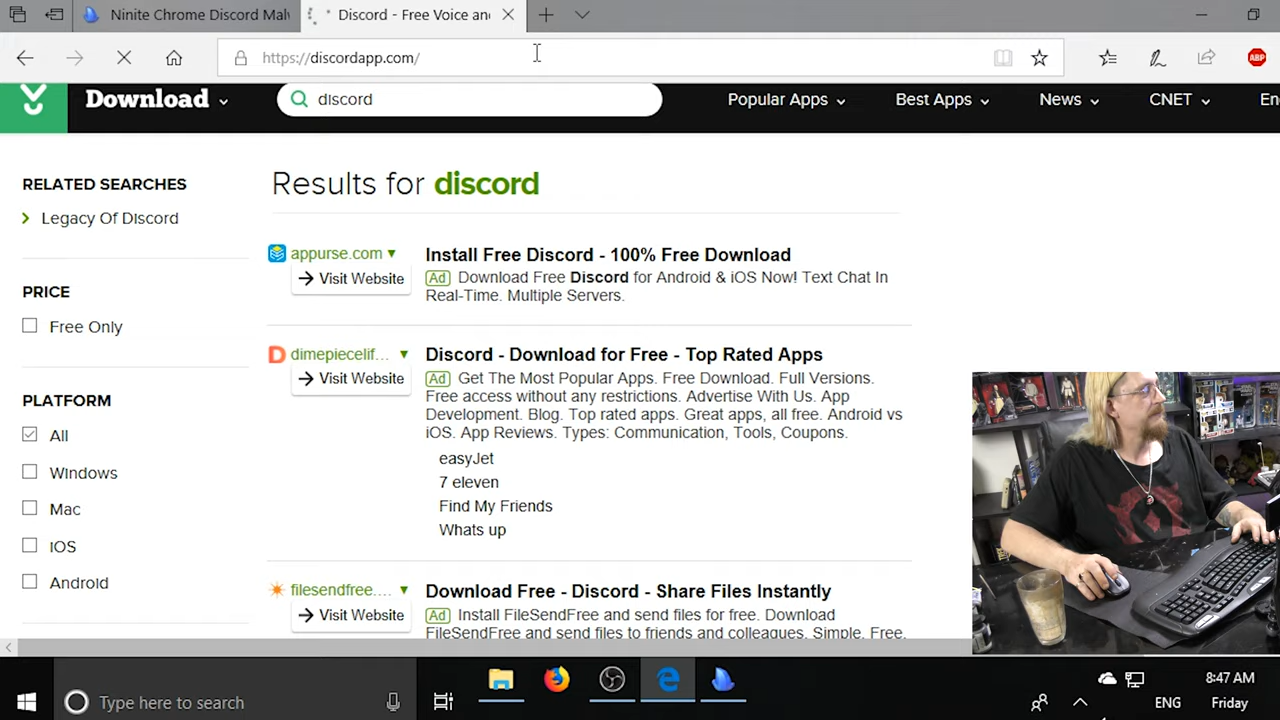 Ninite Chrome Discord Malv
Discord - Free Voice and
https://discordapp.com/
ABP
Download
discord
Popular Apps
Best Apps
News
CNET
En
RELATED SEARCHES
Legacy Of DIscord
PRICE
Free Only
PLATFORM
All
Windows
Mac
IOS
Android
Results for discord
appurse.com
Visit Website
Install Free Discord - 100% Free Download
Ad Download Free Discord for Android & iOS Now! Text Chat In
Real-Time. Multiple Servers.
dimepiecelif...
Visit Website
Discord - Download for Free - Top Rated Apps
Ad Get The Most Popular Apps. Free Download. Full Versions.
Free access without any restrictions. Advertise With Us. App
Development. Blog. Top rated apps. Great apps, all free. Android vs
iOS. App Reviews. Types: Communication, Tools, Coupons.
easyJet
7 eleven
Find My Friends
Whats up
filesendfree....
Visit Website
Download Free - Discord - Share Files Instantly
Ad Install FileSendFree and send files for free. Download
FileSendFree and send files to friends and colleagues. Simple. Free.
Type here to search
ENG
8:47 AM
Friday